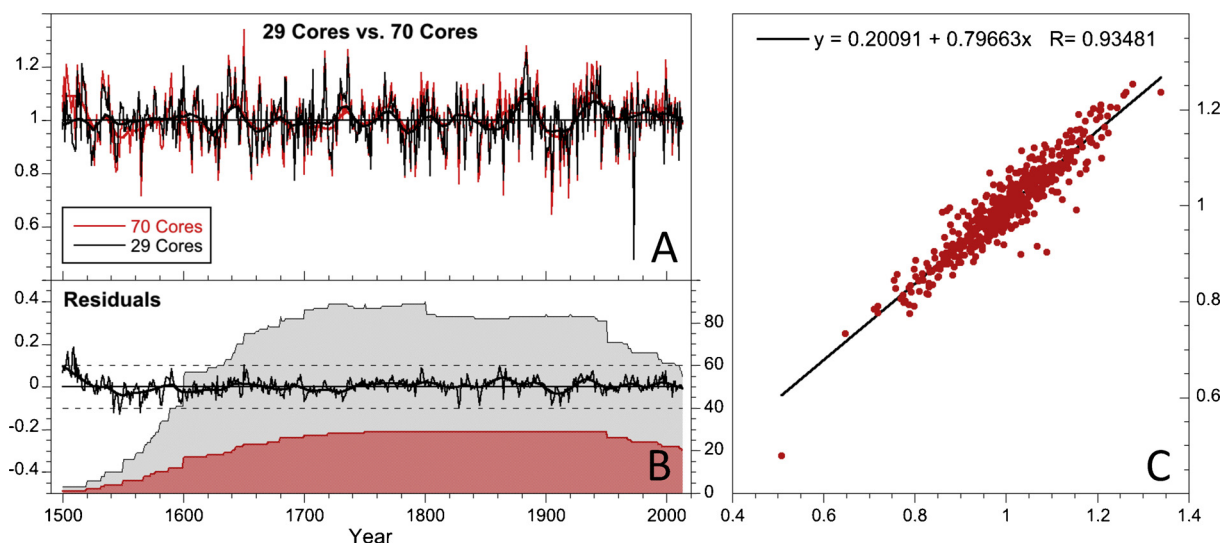 29 Cores vs. 70 Cores
1.2
1
0.8
0.6
70 Cores
29 Cores
A
Residuals
0.4
0.2
0
-0.2
-0.4
80
60
40
20
0
B
1500 1600 1700 1800 1900 2000
Year
y = 0.20091 + 0.79663x R= 0.93481
1.2
1
0.8
0.6
C
0.4 0.6 0.8 1 1.2 1.4